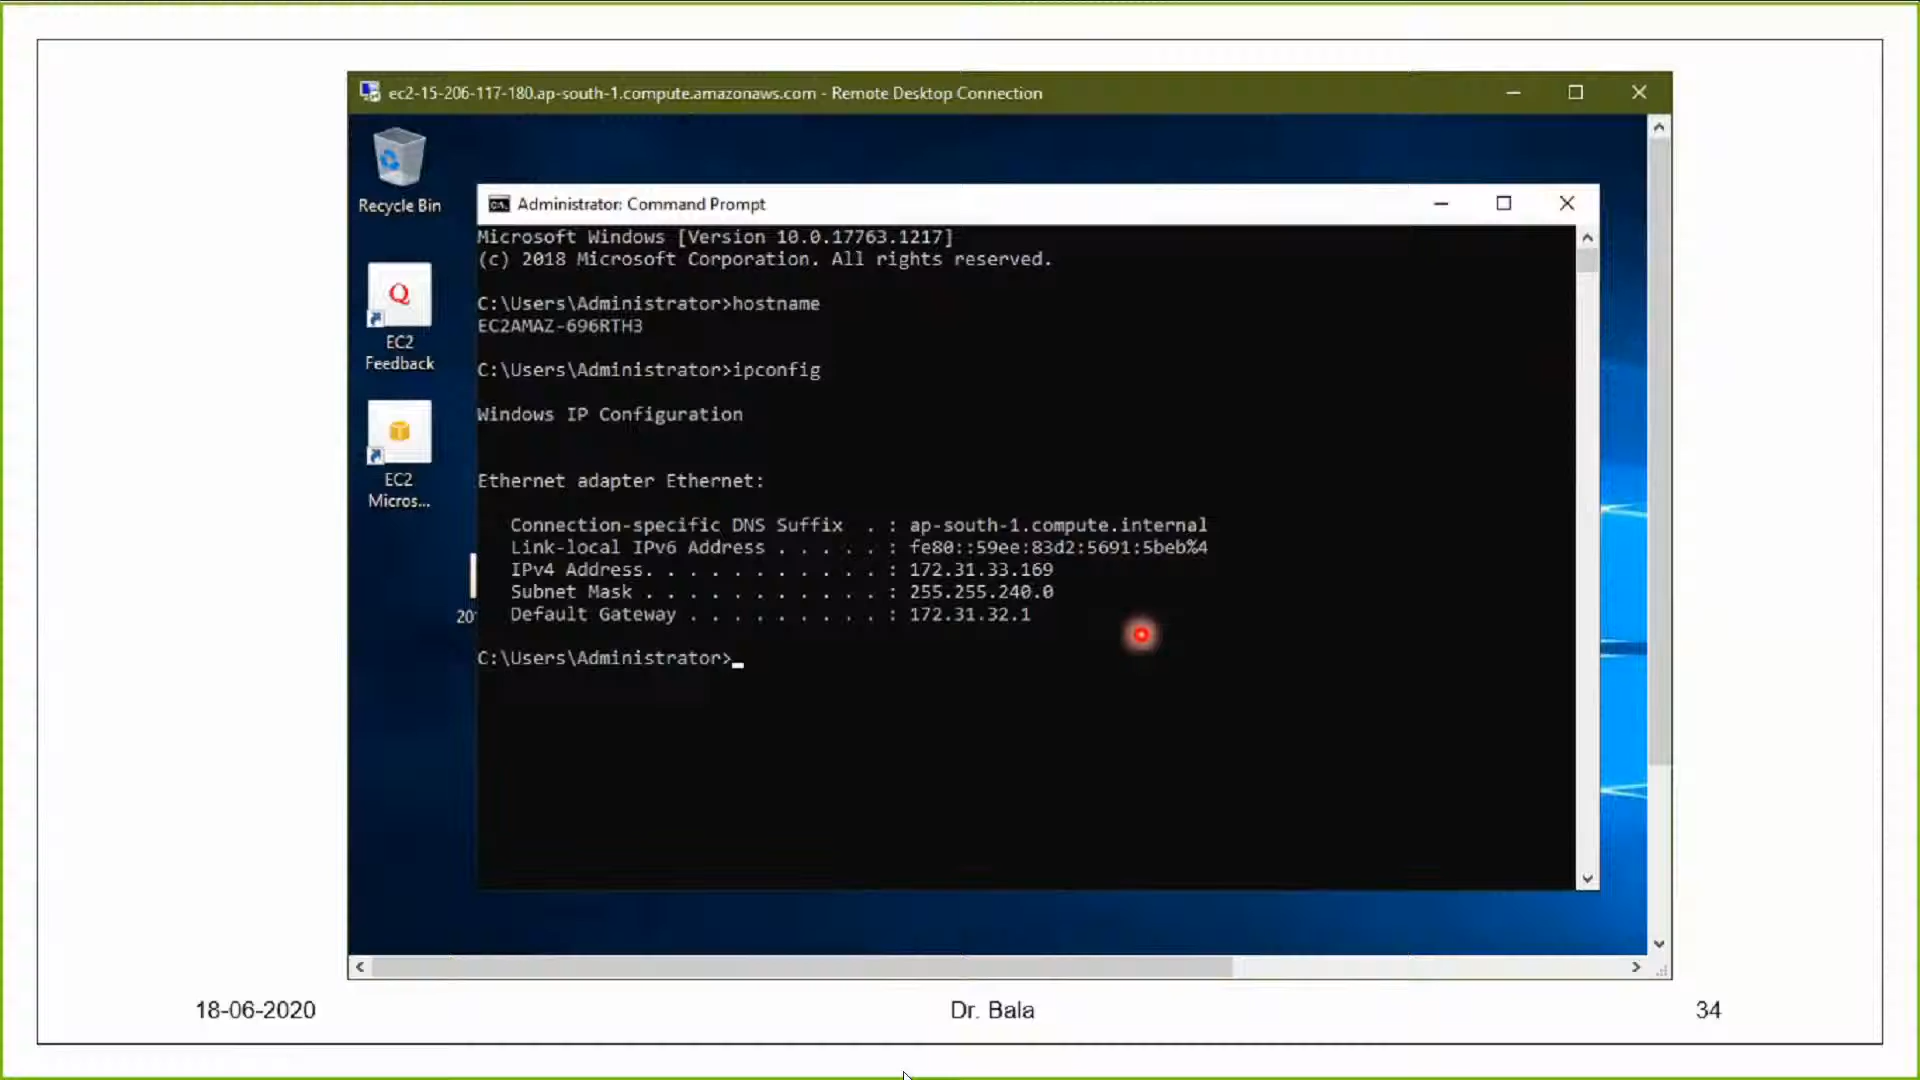 ec2-15-206-117-180.ap-south-1.compute.amazonaws.com - Remote Desktop Connection
Recycle Bin
EC2
Feedback
EC2
Micros...
20
Administrator: Command Prompt
Microsoft Windows [Version 10.0.17763.1217]
(c) 2018 Microsoft Corporation. All rights reserved.
C:\Users\Administrator>hostname
EC2AMAZ-696RTH3
C:\Users\Administrator>ipconfig
Windows IP Configuration
Ethernet adapter Ethernet:
Connection-specific DNS Suffix  . : ap-south-1.compute.internal
Link-local IPv6 Address . . . . . : fe80::59ee:83d2:5691:5beb%4
IPv4 Address. . . . . . . . . . . : 172.31.33.169
Subnet Mask . . . . . . . . . . . : 255.255.240.0
Default Gateway . . . . . . . . . : 172.31.32.1
C:\Users\Administrator>_
18-06-2020
Dr. Bala
34